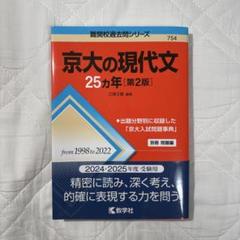 難関校過去問シリーズ
754
京大の現代文
25カ年[第2版]
編著
出題分野別に収録した
「京大入試問題事典」
別冊 問題編
from 1998 to 2022
2024・2025年度 受験用
精密に読み、深く考え、
的確に表現する力を問う
教学社